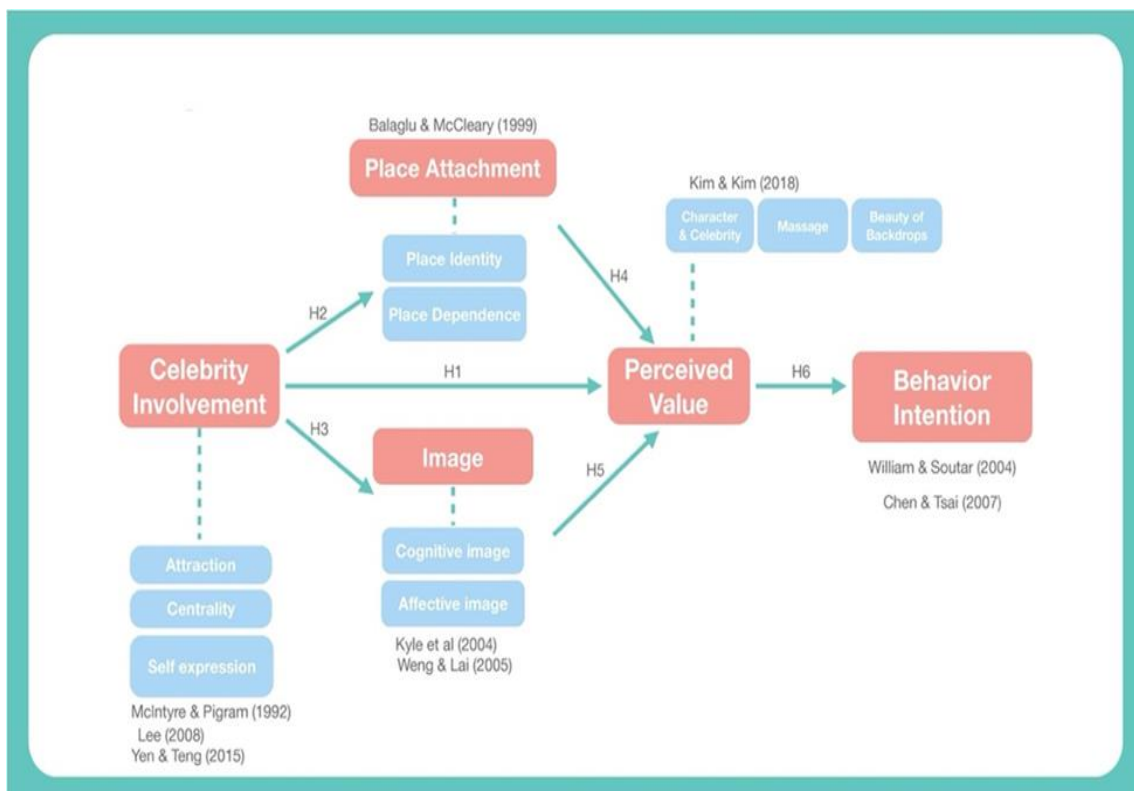 Balaglu & McCleary (1999)
Place Attachment
Place Identity
Place Dependence
Kim & Kim (2018)
Character
& Celebrity
Massage
Beauty of
Backdrops
H2
H4
Celebrity
Involvement
H1
Perceived
Value
H6
Behavior
Intention
H3
Image
H5
William & Soutar (2004)
Chen & Tsai (2007)
Cognitive image
Affective image
Kyle et al (2004)
Weng & Lai (2005)
Attraction
Centrality
Self expression
McIntyre & Pigram (1992)
Lee (2008)
Yen & Teng (2015)